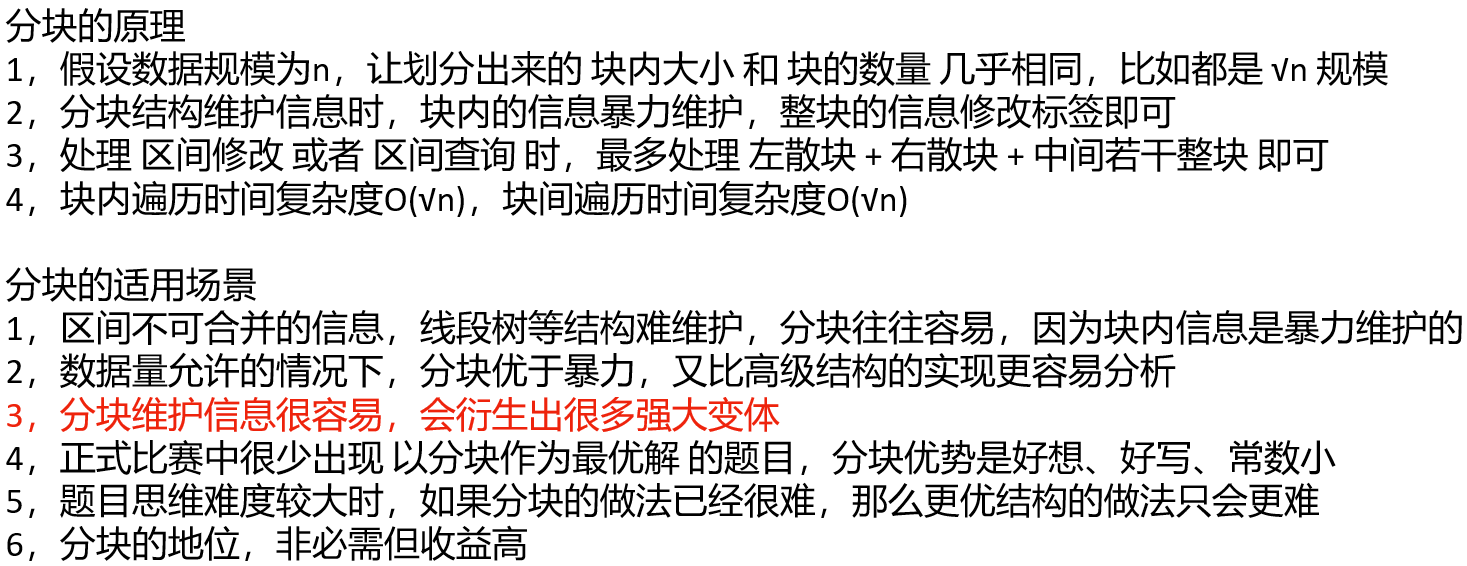 分块的原理
1，假设数据规模为n，让划分出来的 块内大小 和 块的数量 几乎相同，比如都是 √n 规模
2，分块结构维护信息时，块内的信息暴力维护，整块的信息修改标签即可
3，处理 区间修改 或者 区间查询 时，最多处理 左散块 + 右散块 + 中间若干整块 即可
4，块内遍历时间复杂度O(√n)，块间遍历时间复杂度O(√n)
分块的适用场景
1，区间不可合并的信息，线段树等结构难维护，分块往往容易，因为块内信息是暴力维护的
2，数据量允许的情况下，分块优于暴力，又比高级结构的实现更容易分析
3，分块维护信息很容易，会衍生出很多强大变体
4，正式比赛中很少出现 以分块作为最优解 的题目，分块优势是好想、好写、常数小
5，题目思维难度较大时，如果分块的做法已经很难，那么更优结构的做法只会更难
6，分块的地位，非必需但收益高